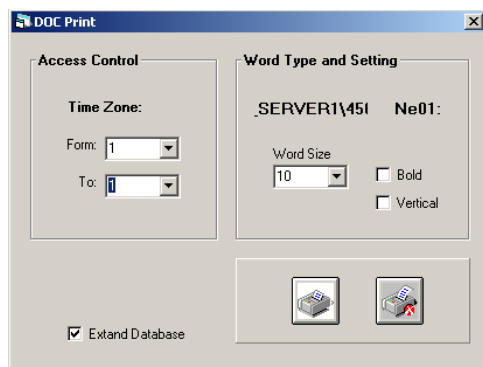 DOC Print
Access Control
Time Zone:
Form: 1
To: 1
Word Type and Setting
_SERVER1\450 Ne01:
Word Size
10
Bold
Vertical
Extand Database